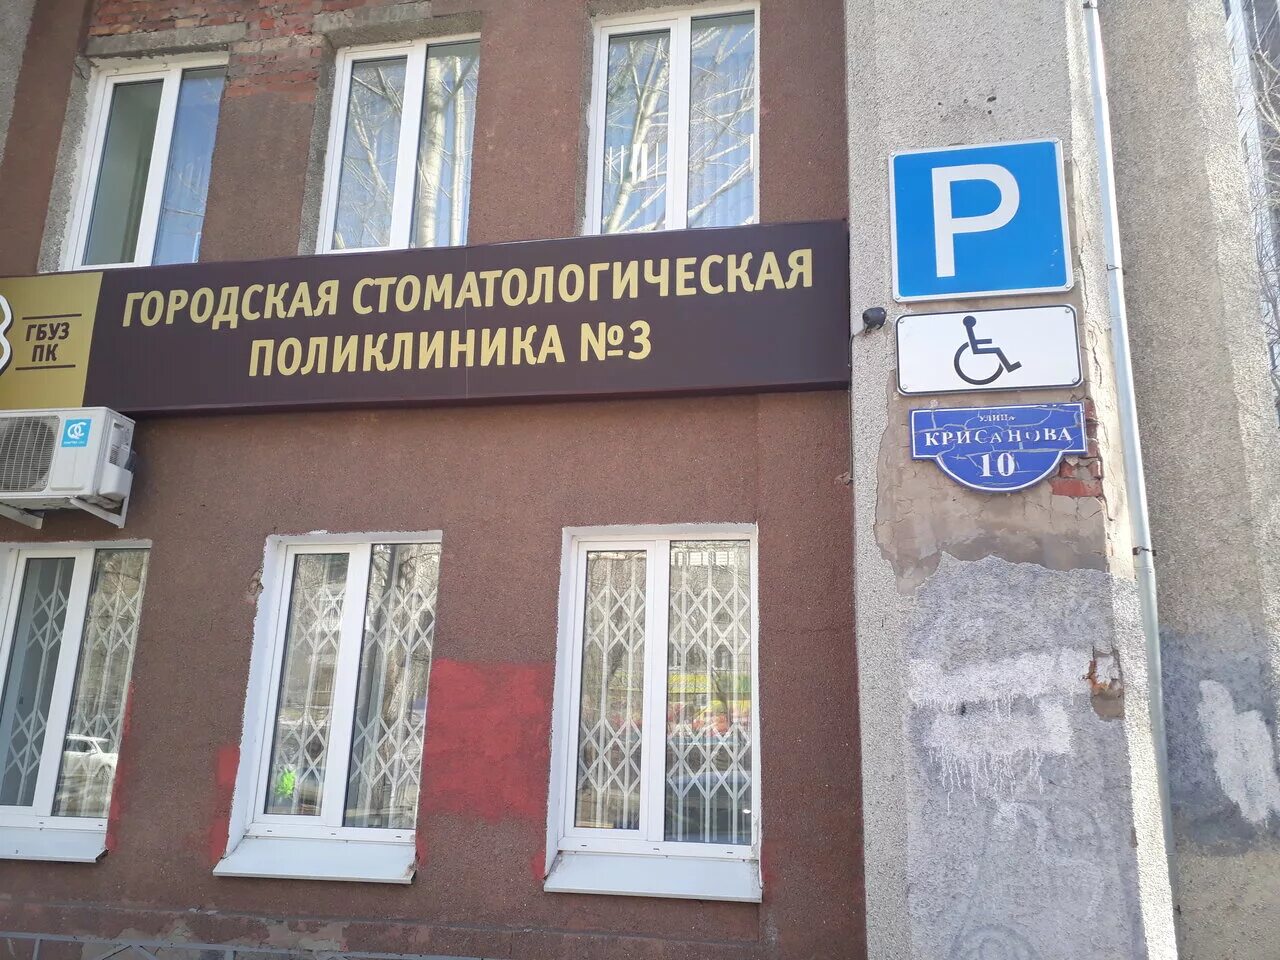 ГБУЗ
ПК
ГОРОДСКАЯ СТОМАТОЛОГИЧЕСКАЯ
ПОЛИКЛИНИКА №3
P
УЛИЦА
КРИСАНОВА
10